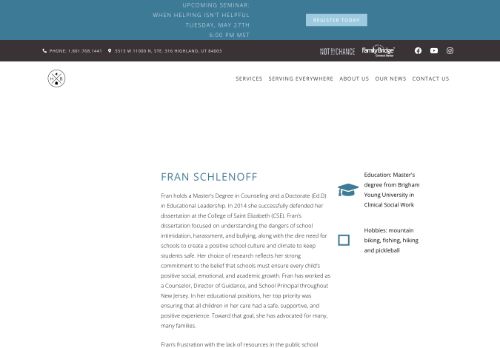 UPCOMING SEMINAR:
WHEN HELPING ISN'T HELPFUL
TUESDAY, MAY 27TH
6:00 PM MST
REGISTER TODAY
PHONE: 1.801.768.1441
5513 W 11000 N, STE. 316 HIGHLAND, UT 84003
NOT BY CHANCE
FamilyBridge
SERVICES
SERVING EVERYWHERE
ABOUT US
OUR NEWS
CONTACT US
FRAN SCHLENOFF
Fran holds a Master's Degree in Counseling and a Doctorate (Ed.D)
in Educational Leadership. In 2014 she successfully defended her
dissertation at the College of Saint Elizabeth (CSE). Fran's
dissertation focused on understanding the dangers of school
intimidation, harassment, and bullying, along with the dire need for
schools to create a positive school culture and climate to keep
students safe. Her choice of research reflects her strong
commitment to the belief that schools must ensure every child's
positive social, emotional, and academic growth. Fran has worked as
a Counselor, Director of Guidance, and School Principal throughout
New Jersey. In her educational positions, her top priority was
ensuring that all children in her care had a safe, supportive, and
positive experience. Toward that goal, she has advocated for many,
many families.
Fran's frustration with the lack of resources in the public school
Education: Master's
degree from Brigham
Young University in
Clinical Social Work
Hobbies: mountain
biking, fishing, hiking
and pickleball